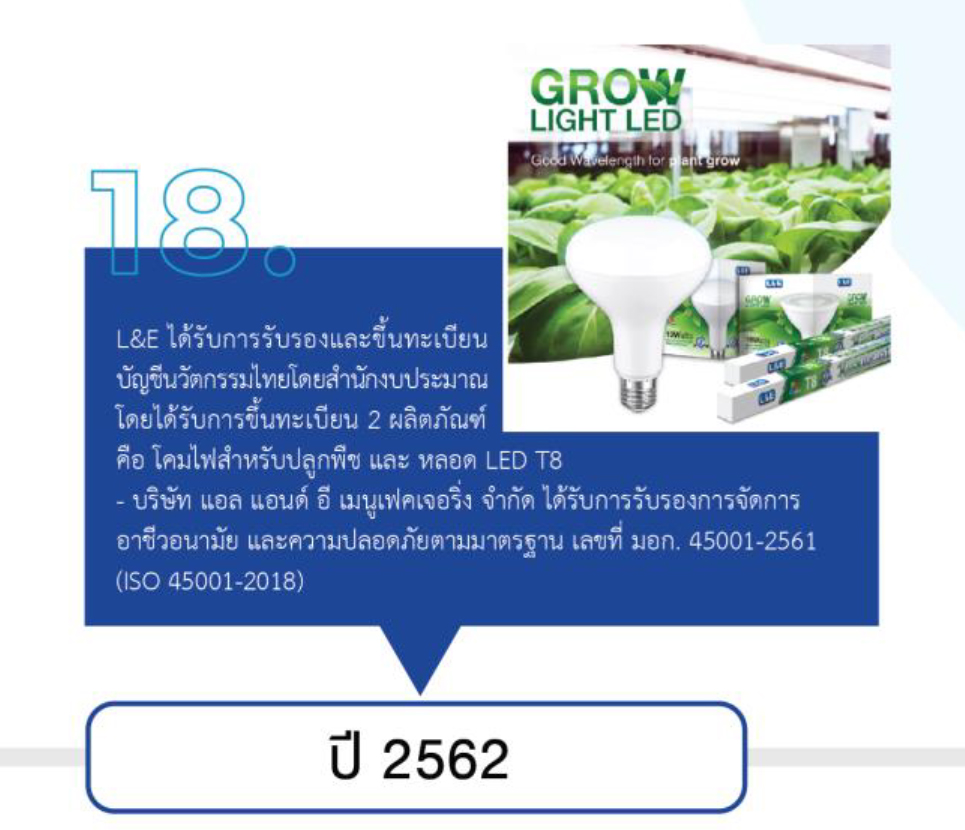 GROW
LIGHT LED
Good Wavelength for plant grow
18.
L&E ได้รับการรับรองและขึ้นทะเบียน
บัญชีนวัตกรรมไทยโดยสำนักงบประมาณ
โดยได้รับการขึ้นทะเบียน 2 ผลิตภัณฑ์
คือ โคมไฟสำหรับปลูกพืช และ หลอด LED T8
- บริษัท แอล แอนด์ อี เมนูเฟคเจอริ่ง จำกัด ได้รับการรับรองการจัดการ
อาชีวอนามัย และความปลอดภัยตามมาตรฐาน เลขที่ มอก. 45001-2561
(ISO 45001-2018)
L&E
L&E
L&E
GROW
GROW
L&E
T8
L&E
T8
ปี 2562